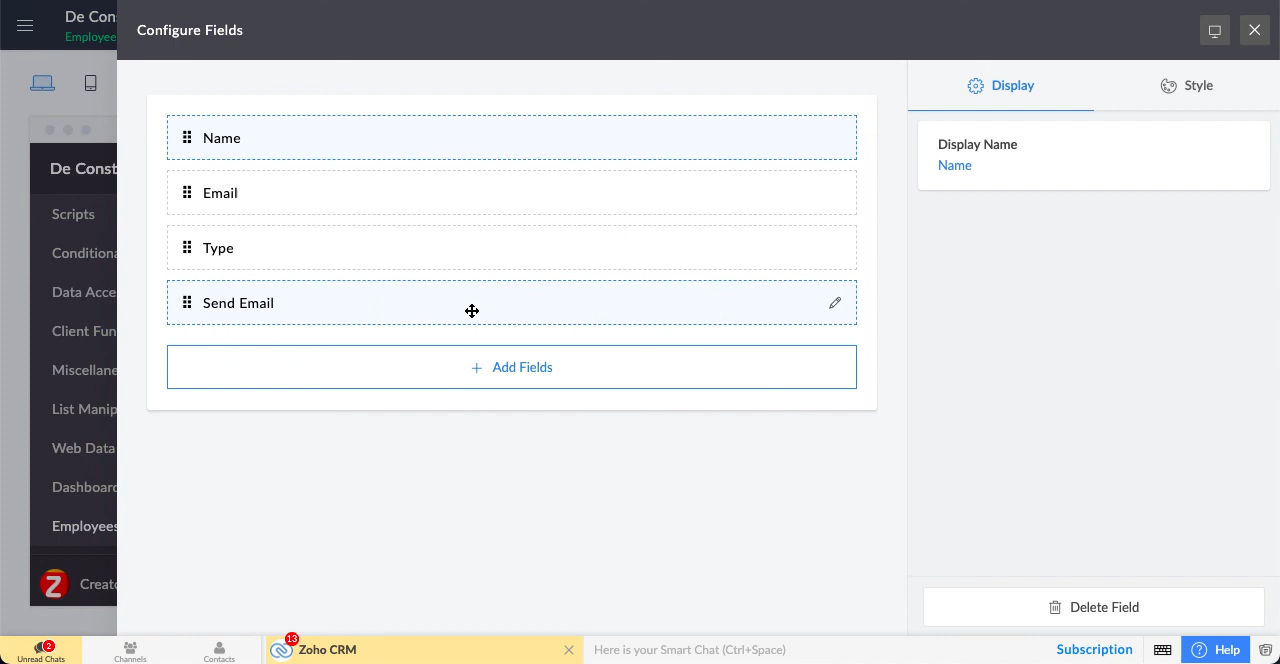 De Con
Employee
Configure Fields
De Const
Scripts
Conditiona
Data Acce
Client Fun
Miscellane
List Manip
Web Data
Dashboard
Employees
Creato
Name
Email
Type
Send Email
+ Add Fields
Display
Style
Display Name
Name
Delete Field
2
Unread Chats
Channels
Contacts
13
Zoho CRM
Here is your Smart Chat (Ctrl+Space)
Subscription
? Help